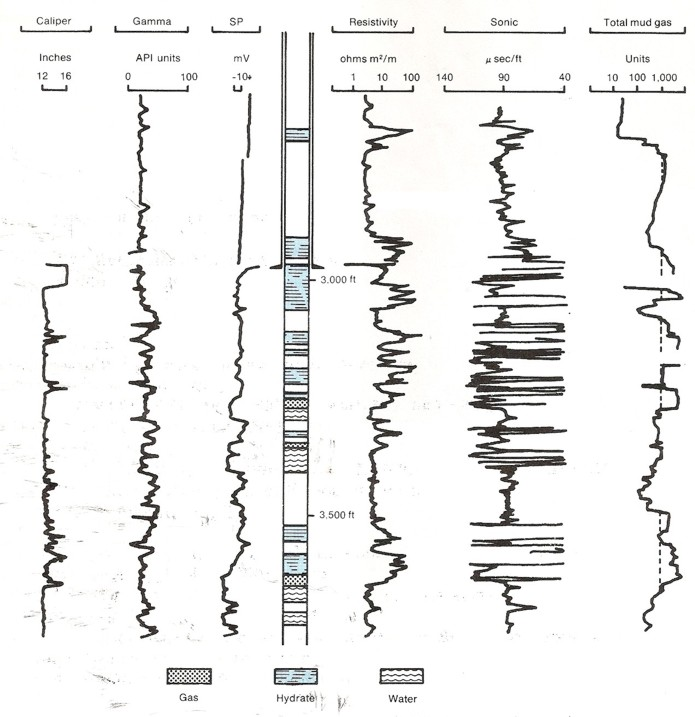 Caliper Gamma SP Resistivity Sonic Total mud gas
Inches API units mV ohms m²/m μ sec/ft Units
12 16 0 100 -10+ 1 10 100 140 90 40 10 100 1,000
3,000 ft
3,500 ft
Gas Hydrate Water